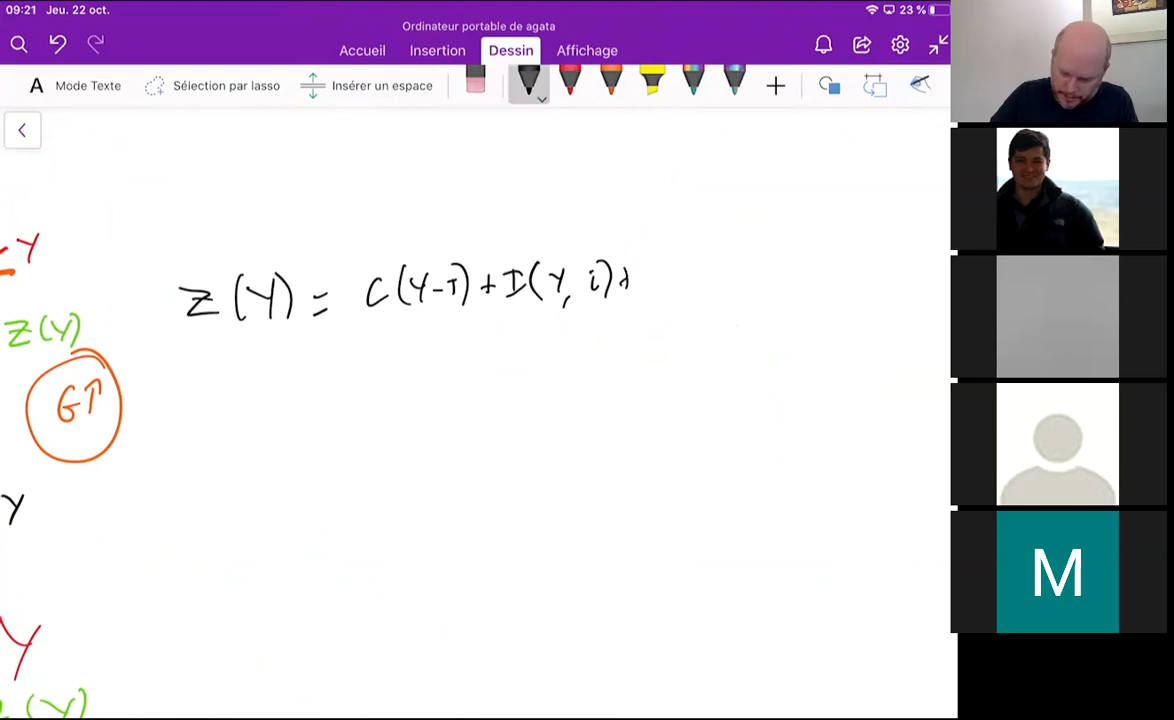 09:21 Jeu. 22 oct.
23 %
Ordinateur portable de agata
Accueil Insertion Dessin Affichage
A Mode Texte Sélection par lasso Insérer un espace
-Y
Z(Y) = C(Y-T) + I(Y, i) +
Z(Y)
G↑
Y
M
Y
(Y)